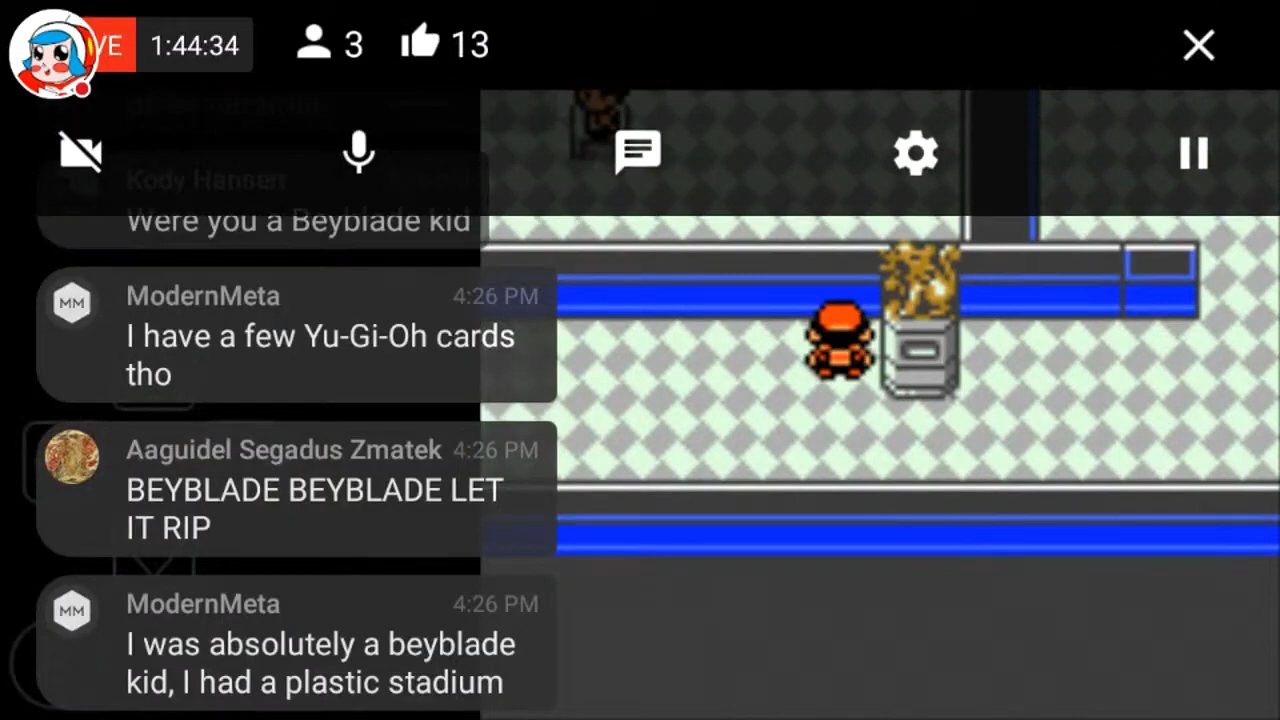 VE 1:44:34 3 13
Kody Hansen
Were you a Beyblade kid
MM ModernMeta 4:26 PM
I have a few Yu-Gi-Oh cards
tho
Aaguidel Segadus Zmatek 4:26 PM
BEYBLADE BEYBLADE LET
IT RIP
MM ModernMeta 4:26 PM
I was absolutely a beyblade
kid, I had a plastic stadium